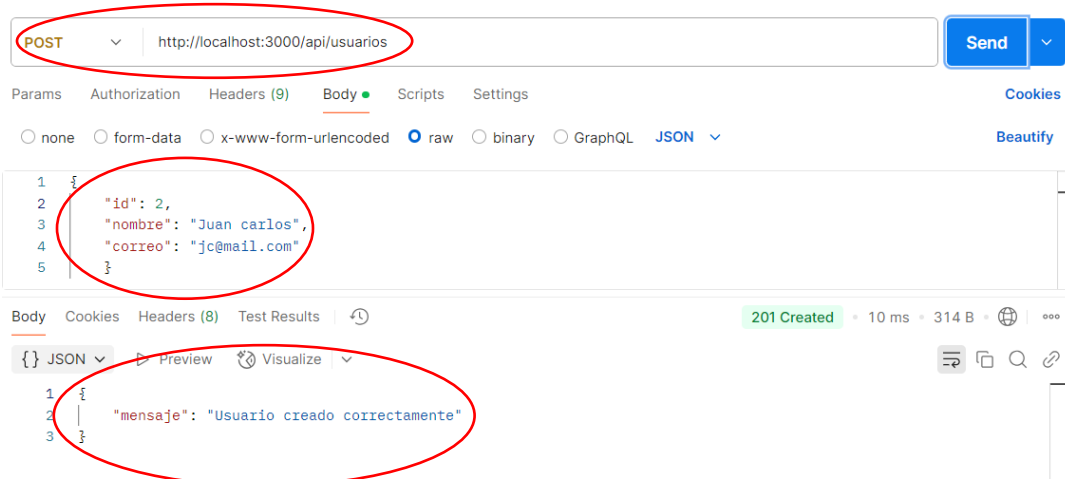 POST http://localhost:3000/api/usuarios Send
Params Authorization Headers (9) Body Scripts Settings Cookies
none form-data x-www-form-urlencoded raw binary GraphQL JSON Beautify
1 {
2 "id": 2,
3 "nombre": "Juan carlos",
4 "correo": "jc@mail.com"
5 }
Body Cookies Headers (8) Test Results 201 Created • 10 ms • 314 B •
{} JSON Preview Visualize
1 {
2 "mensaje": "Usuario creado correctamente"
3 }